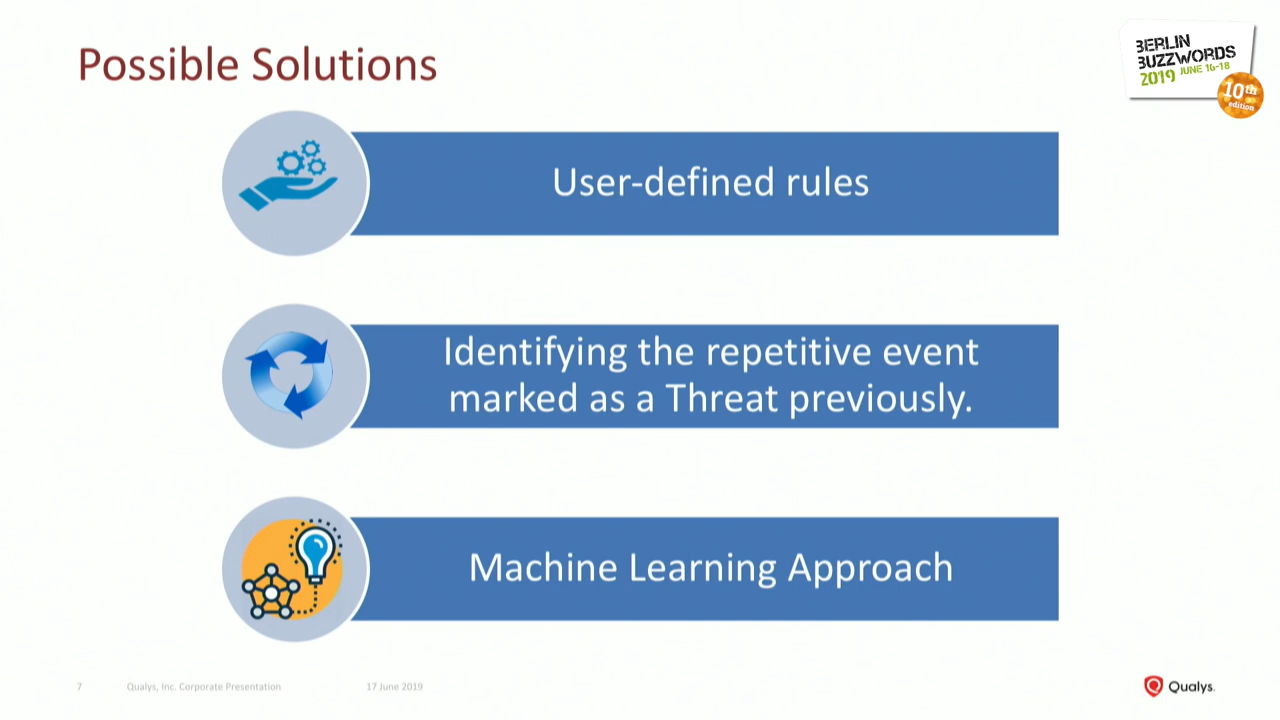 Possible Solutions
BERLIN
BUZZWORDS
2019 JUNE 16-18
10th
edition
User-defined rules
Identifying the repetitive event
marked as a Threat previously.
Machine Learning Approach
7 Qualys, Inc. Corporate Presentation 17 June 2019
Qualys.